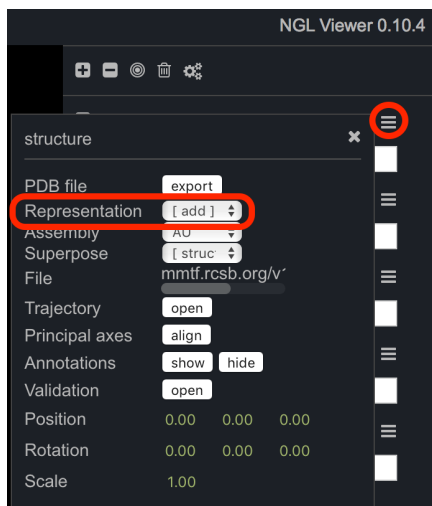 NGL Viewer 0.10.4
structure
PDB file export
Representation [ add ]
Assembly AU
Superpose [ struc
File mmtf.rcsb.org/v
Trajectory open
Principal axes align
Annotations show hide
Validation open
Position 0.00 0.00 0.00
Rotation 0.00 0.00 0.00
Scale 1.00